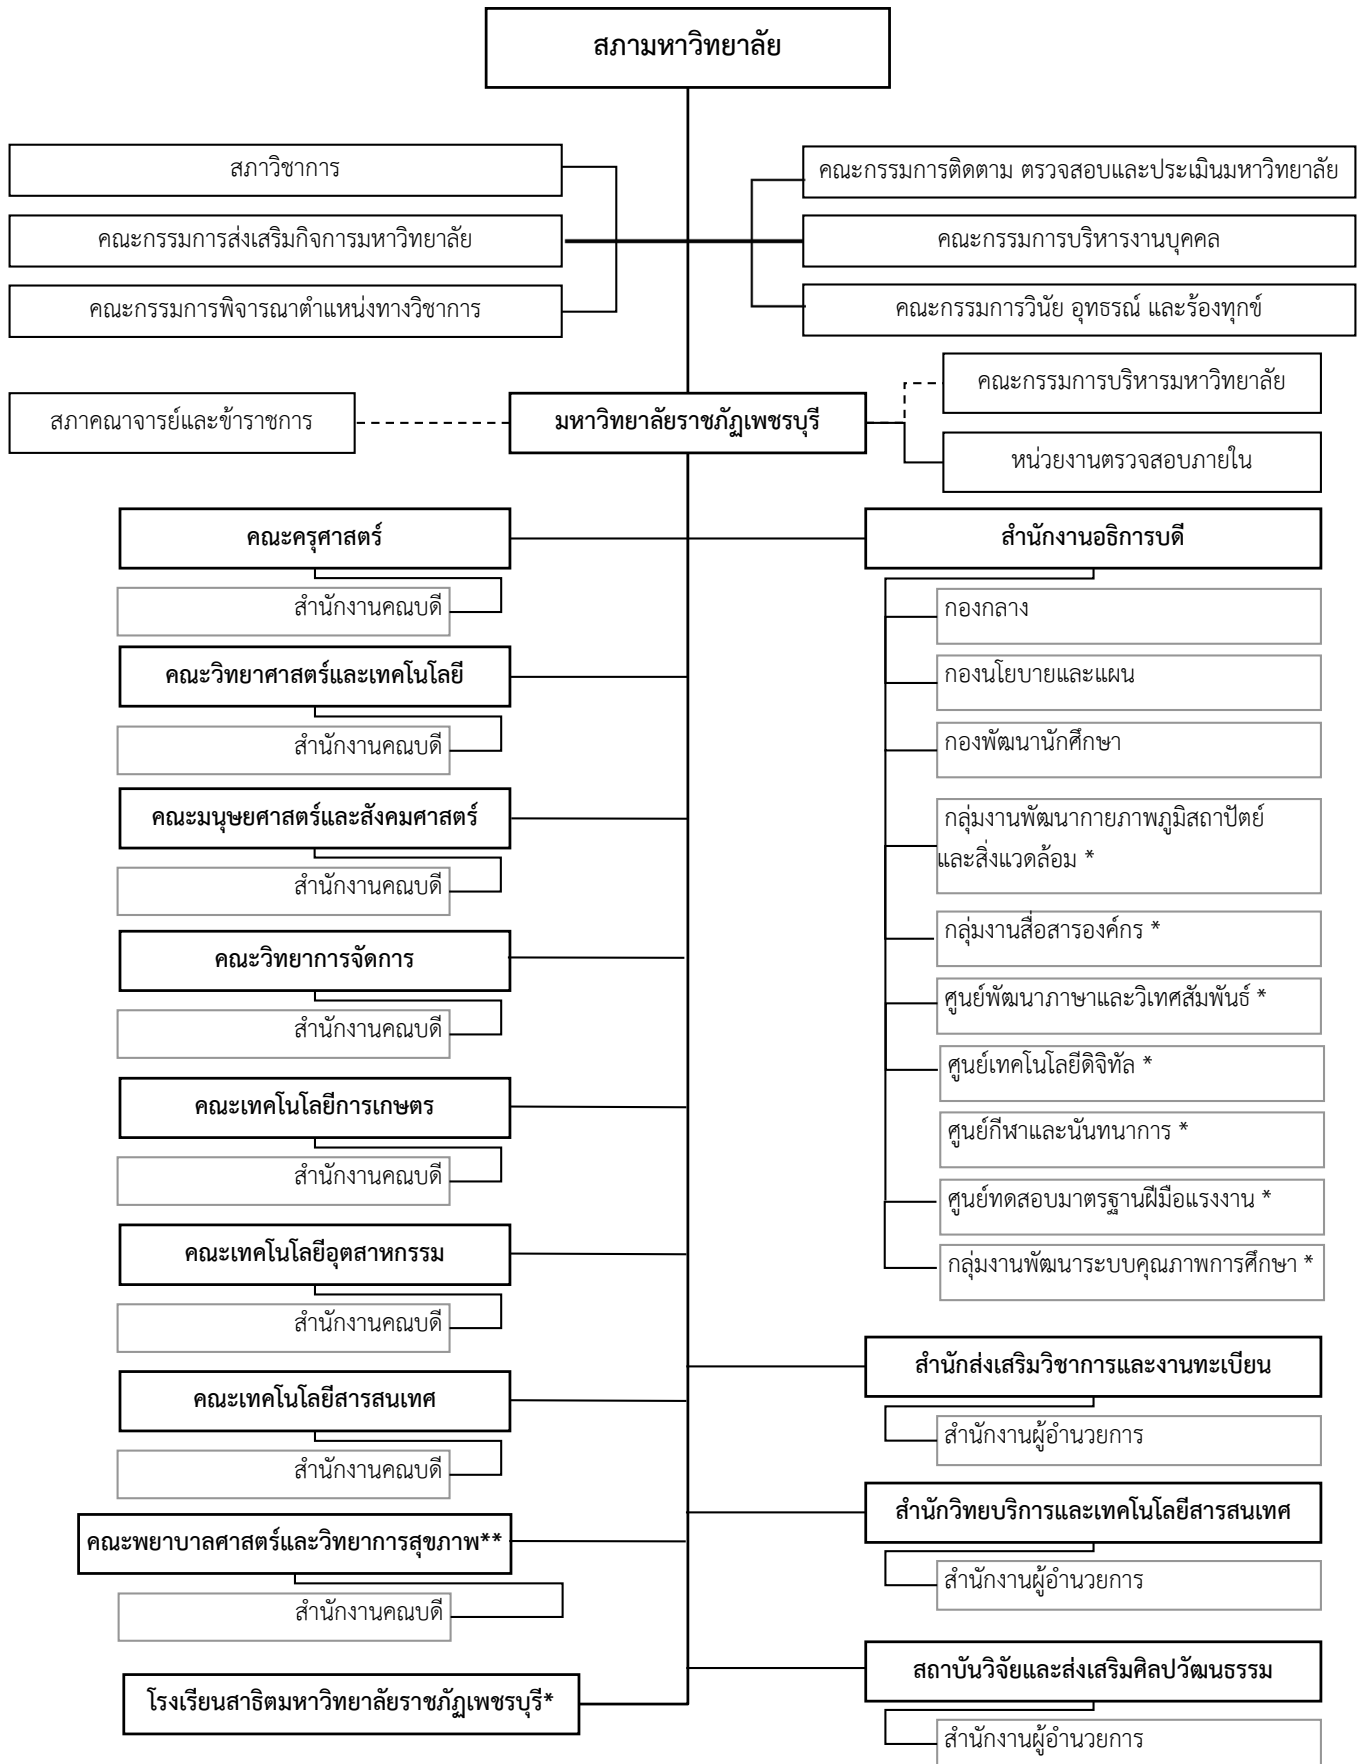 สภามหาวิทยาลัย
สภาวิชาการ
คณะกรรมการส่งเสริมกิจการมหาวิทยาลัย
คณะกรรมการพิจารณาตำแหน่งทางวิชาการ
คณะกรรมการติดตาม ตรวจสอบและประเมินมหาวิทยาลัย
คณะกรรมการบริหารงานบุคคล
คณะกรรมการวินัย อุทธรณ์ และร้องทุกข์
สภาคณาจารย์และข้าราชการ
มหาวิทยาลัยราชภัฏเพชรบุรี
คณะกรรมการบริหารมหาวิทยาลัย
หน่วยงานตรวจสอบภายใน
คณะครุศาสตร์
สำนักงานคณบดี
คณะวิทยาศาสตร์และเทคโนโลยี
สำนักงานคณบดี
คณะมนุษยศาสตร์และสังคมศาสตร์
สำนักงานคณบดี
คณะวิทยาการจัดการ
สำนักงานคณบดี
คณะเทคโนโลยีการเกษตร
สำนักงานคณบดี
คณะเทคโนโลยีอุตสาหกรรม
สำนักงานคณบดี
คณะเทคโนโลยีสารสนเทศ
สำนักงานคณบดี
คณะพยาบาลศาสตร์และวิทยาการสุขภาพ**
สำนักงานคณบดี
โรงเรียนสาธิตมหาวิทยาลัยราชภัฏเพชรบุรี*
สำนักงานอธิการบดี
กองกลาง
กองนโยบายและแผน
กองพัฒนานักศึกษา
กลุ่มงานพัฒนากายภาพภูมิสถาปัตย์
และสิ่งแวดล้อม *
กลุ่มงานสื่อสารองค์กร *
ศูนย์พัฒนาภาษาและวิเทศสัมพันธ์ *
ศูนย์เทคโนโลยีดิจิทัล *
ศูนย์กีฬาและนันทนาการ *
ศูนย์ทดสอบมาตรฐานฝีมือแรงงาน *
กลุ่มงานพัฒนาระบบคุณภาพการศึกษา *
สำนักส่งเสริมวิชาการและงานทะเบียน
สำนักงานผู้อำนวยการ
สำนักวิทยบริการและเทคโนโลยีสารสนเทศ
สำนักงานผู้อำนวยการ
สถาบันวิจัยและส่งเสริมศิลปวัฒนธรรม
สำนักงานผู้อำนวยการ